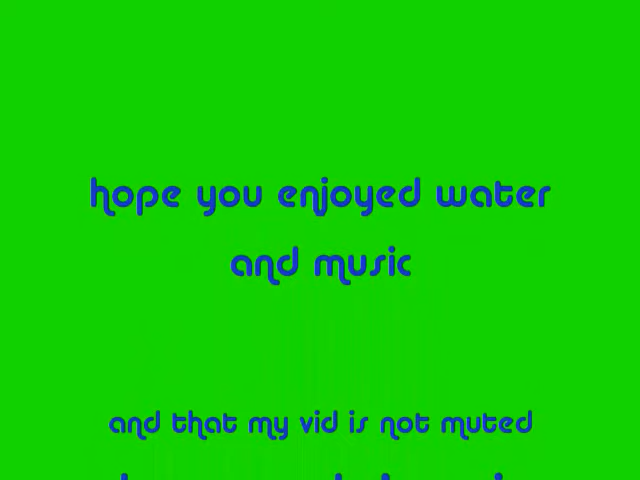 hope you enjoyed water
and music
and that my vid is not muted